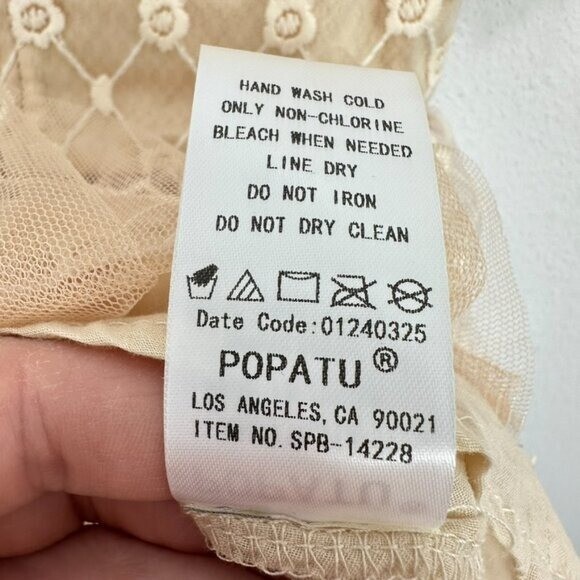 HAND WASH COLD
ONLY NON-CHLORINE
BLEACH WHEN NEEDED
LINE DRY
DO NOT IRON
DO NOT DRY CLEAN
Date Code:01240325
POPATU®
LOS ANGELES, CA 90021
ITEM NO. SPB-14228